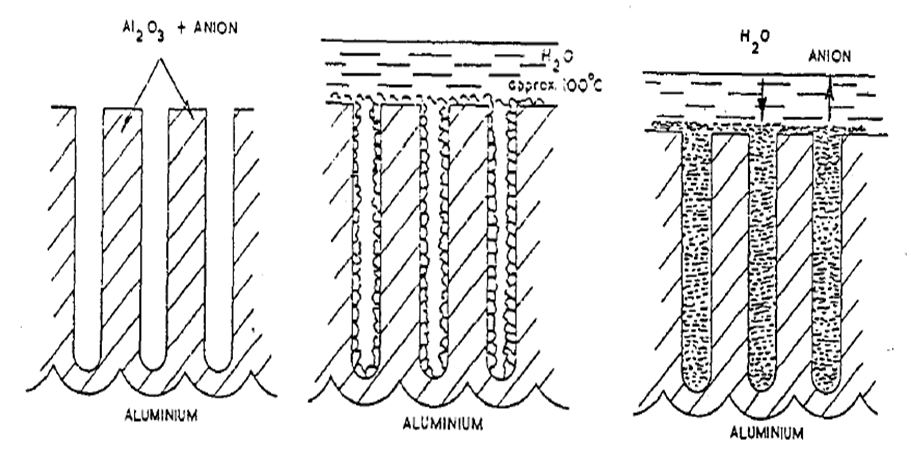 Al₂O₃ + ANION
ALUMINIUM
H₂O
approx. 100°C
ALUMINIUM
H₂O
ANION
ALUMINIUM